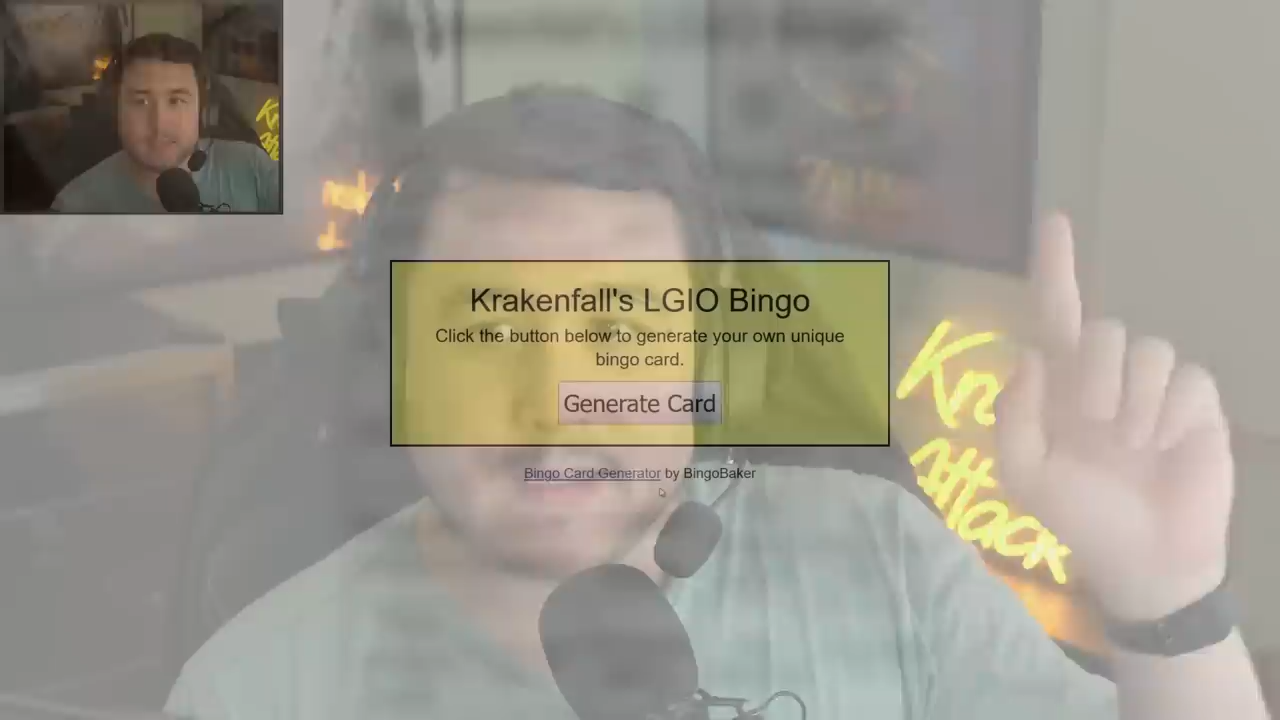 Krakenfall's LGIO Bingo
Click the button below to generate your own unique
bingo card.
Generate Card
Bingo Card Generator by BingoBaker
attack